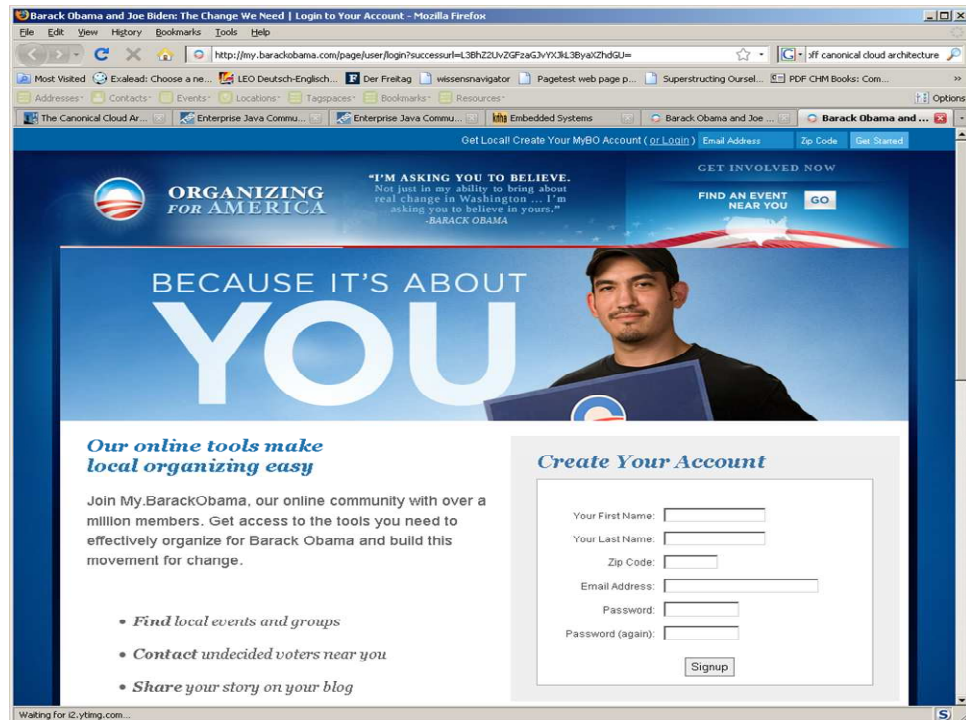 Barack Obama and Joe Biden: The Change We Need | Login to Your Account - Mozilla Firefox
File Edit View History Bookmarks Tools Help
http://my.barackobama.com/page/user/login?successurl=L3BhZ2UvZGFzaGJvYXJkL3ByaXZhdGU=
off canonical cloud architecture
Most Visited Exalead: Choose a ne... LEO Deutsch-Englisch... Der Freitag wissensnavigator Pagetest web page p... Superstructing Oursel... PDF CHM Books: Com... »
Addresses Contacts Events Locations Tagspaces Bookmarks Resources Options
The Canonical Cloud Ar... Enterprise Java Commu... Enterprise Java Commu... Embedded Systems Barack Obama and Joe ... Barack Obama and ...
Get Local! Create Your MyBO Account ( or Login ) Email Address Zip Code Get Started
ORGANIZING
FOR AMERICA
"I'M ASKING YOU TO BELIEVE.
Not just in my ability to bring about
real change in Washington ... I'm
asking you to believe in yours."
-BARACK OBAMA
GET INVOLVED NOW
FIND AN EVENT
NEAR YOU
GO
BECAUSE IT'S ABOUT
YOU
Our online tools make
local organizing easy
Join My.BarackObama, our online community with over a
million members. Get access to the tools you need to
effectively organize for Barack Obama and build this
movement for change.
• Find local events and groups
• Contact undecided voters near you
• Share your story on your blog
Create Your Account
Your First Name:
Your Last Name:
Zip Code:
Email Address:
Password:
Password (again):
Signup
Waiting for i2.ytimg.com...